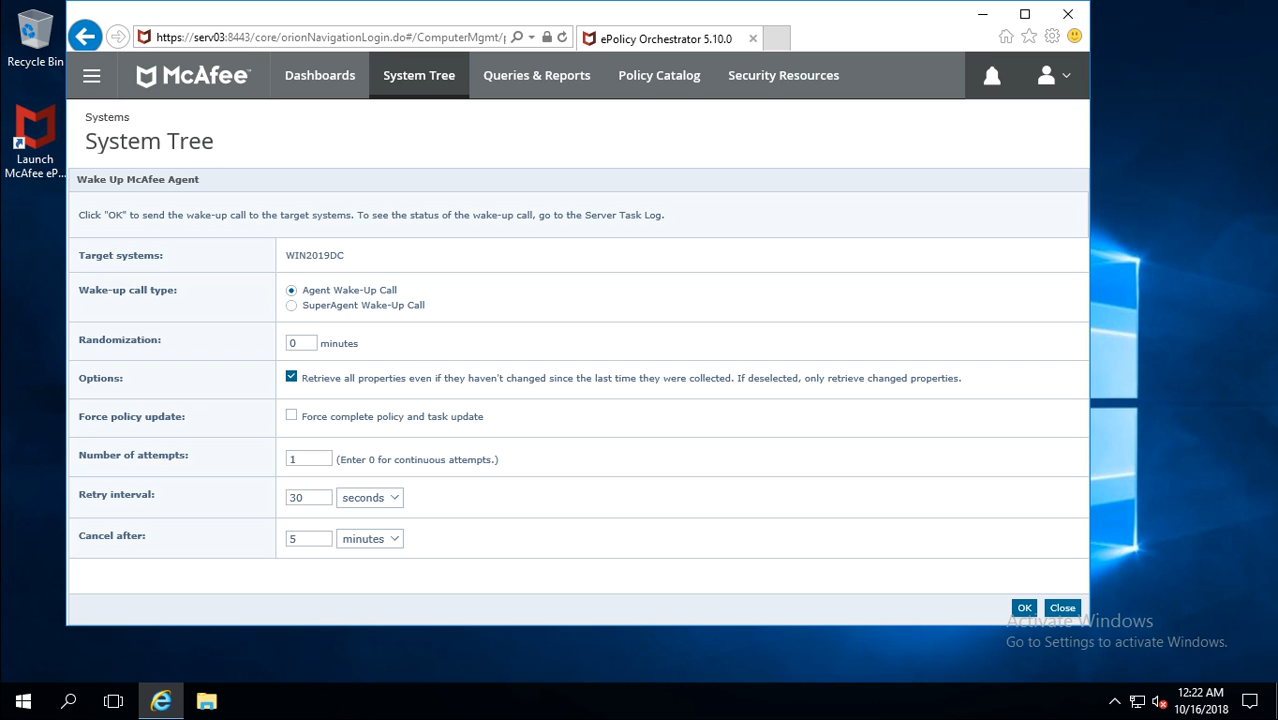 Recycle Bin
Launch
McAfee eP...
https://serv03:8443/core/orionNavigationLogin.do#/ComputerMgmt/
ePolicy Orchestrator 5.10.0
McAfee™
Dashboards
System Tree
Queries & Reports
Policy Catalog
Security Resources
Systems
System Tree
Wake Up McAfee Agent
Click "OK" to send the wake-up call to the target systems. To see the status of the wake-up call, go to the Server Task Log.
Target systems: WIN2019DC
Wake-up call type: Agent Wake-Up Call
SuperAgent Wake-Up Call
Randomization: 0 minutes
Options: Retrieve all properties even if they haven't changed since the last time they were collected. If deselected, only retrieve changed properties.
Force policy update: Force complete policy and task update
Number of attempts: 1 (Enter 0 for continuous attempts.)
Retry interval: 30 seconds
Cancel after: 5 minutes
OK Close
Activate Windows
Go to Settings to activate Windows.
12:22 AM
10/16/2018